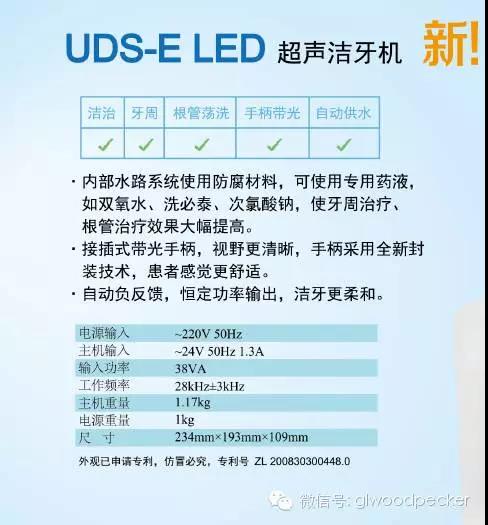 UDS-E LED 超声洁牙机 新!
洁治 牙周 根管荡洗 手柄带光 自动供水
✓ ✓ ✓ ✓ ✓
·内部水路系统使用防腐材料，可使用专用药液，
如双氧水、洗必泰、次氯酸钠，使牙周治疗、
根管治疗效果大幅提高。
·接插式带光手柄，视野更清晰，手柄采用全新封
装技术，患者感觉更舒适。
·自动负反馈，恒定功率输出，洁牙更柔和。
电源输入 ~220V 50Hz
主机输入 ~24V 50Hz 1.3A
输入功率 38VA
工作频率 28kHz±3kHz
主机重量 1.17kg
电源重量 1kg
尺 寸 234mm×193mm×109mm
外观已申请专利，仿冒必究，专利号 ZL 200830300448.0
微信号: glwoodpecker